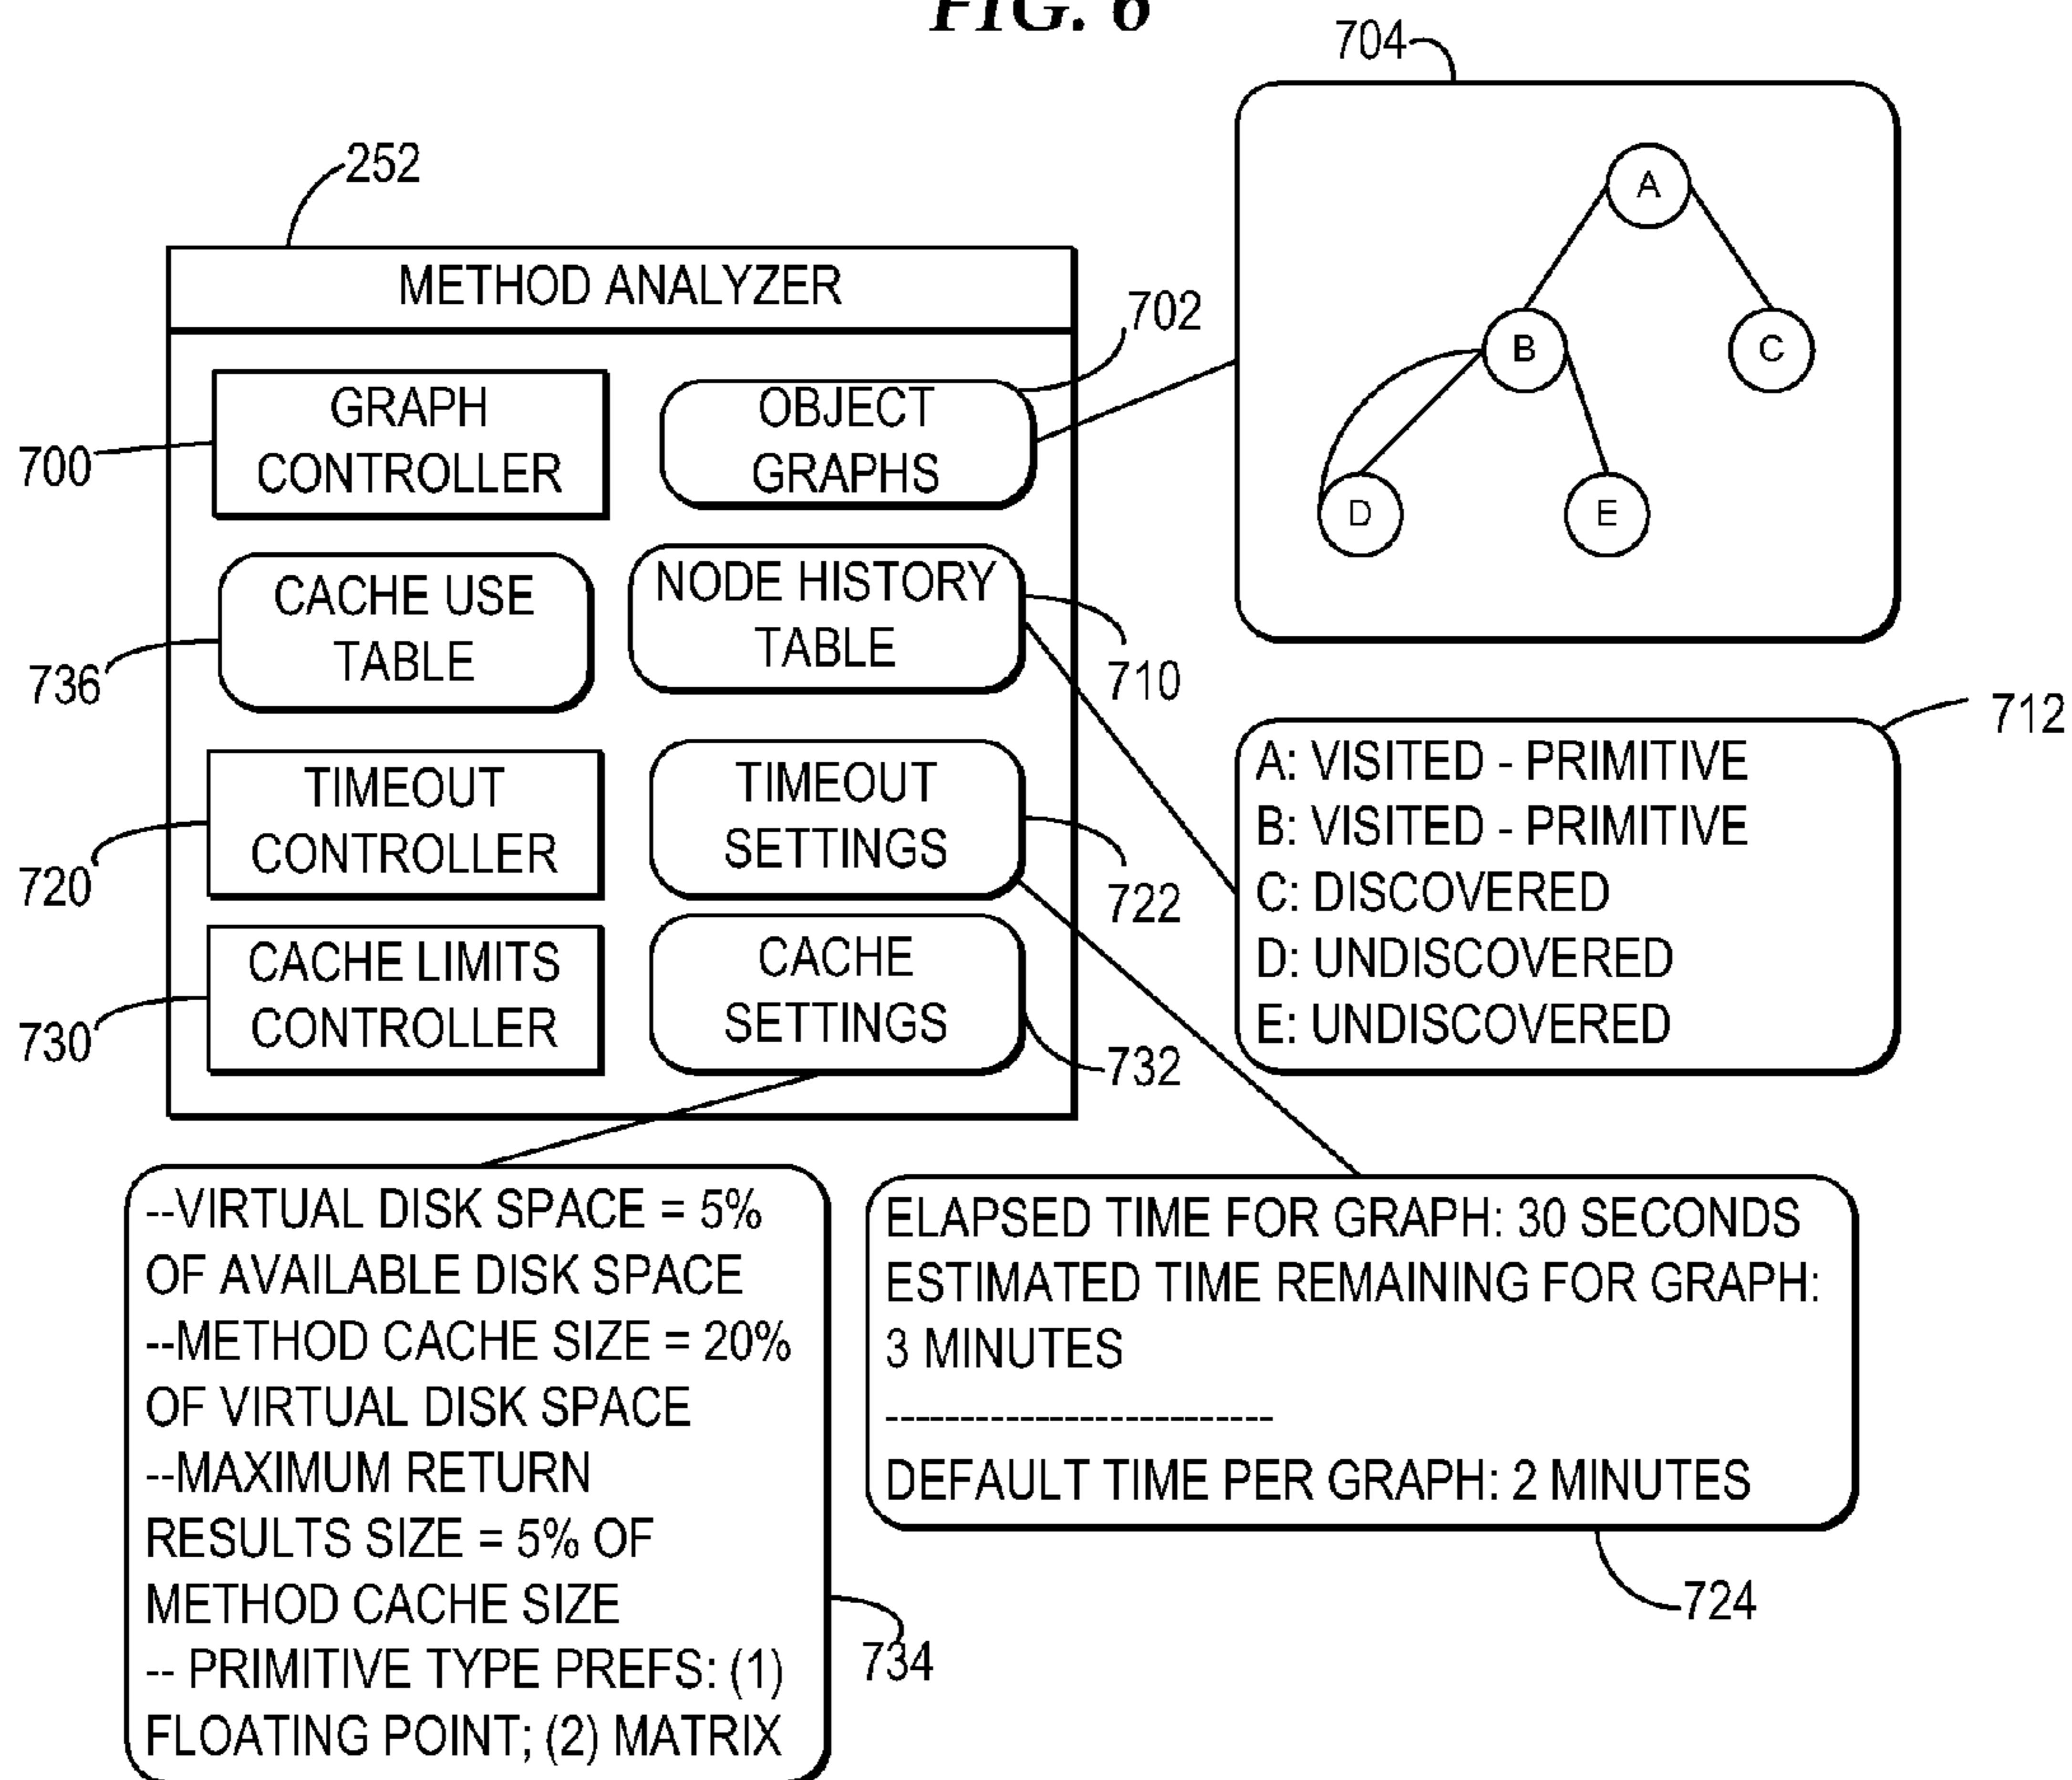 FIG. 6
704
A
B
C
D
E
252
METHOD ANALYZER
702
GRAPH
CONTROLLER
700
OBJECT
GRAPHS
CACHE USE
TABLE
736
NODE HISTORY
TABLE
710
712
A: VISITED - PRIMITIVE
B: VISITED - PRIMITIVE
C: DISCOVERED
D: UNDISCOVERED
E: UNDISCOVERED
TIMEOUT
CONTROLLER
720
TIMEOUT
SETTINGS
722
CACHE LIMITS
CONTROLLER
730
CACHE
SETTINGS
732
--VIRTUAL DISK SPACE = 5%
OF AVAILABLE DISK SPACE
--METHOD CACHE SIZE = 20%
OF VIRTUAL DISK SPACE
--MAXIMUM RETURN
RESULTS SIZE = 5% OF
METHOD CACHE SIZE
-- PRIMITIVE TYPE PREFS: (1)
FLOATING POINT; (2) MATRIX
734
ELAPSED TIME FOR GRAPH: 30 SECONDS
ESTIMATED TIME REMAINING FOR GRAPH:
3 MINUTES
--------------------------
DEFAULT TIME PER GRAPH: 2 MINUTES
724